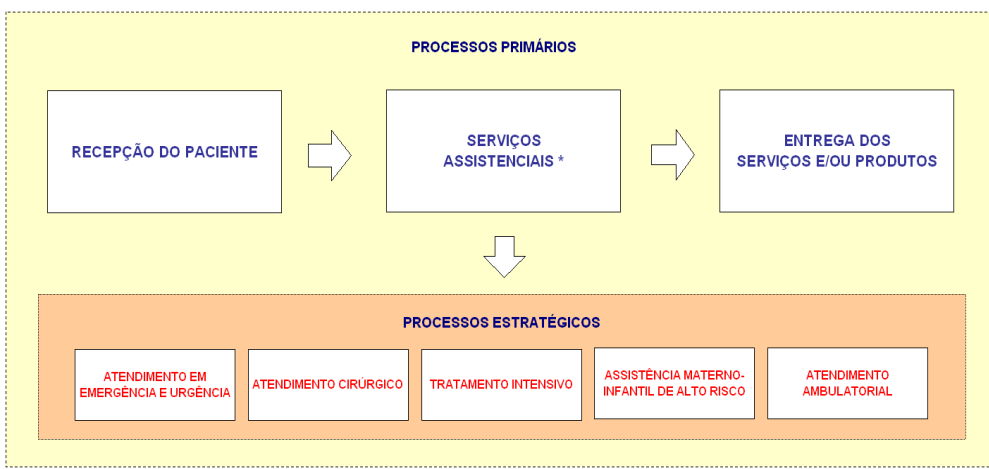 PROCESSOS PRIMÁRIOS
RECEPÇÃO DO PACIENTE
SERVIÇOS
ASSISTENCIAIS *
ENTREGA DOS
SERVIÇOS E/OU PRODUTOS
PROCESSOS ESTRATÉGICOS
ATENDIMENTO EM
EMERGÊNCIA E URGÊNCIA
ATENDIMENTO CIRÚRGICO
TRATAMENTO INTENSIVO
ASSISTÊNCIA MATERNO-
INFANTIL DE ALTO RISCO
ATENDIMENTO
AMBULATORIAL